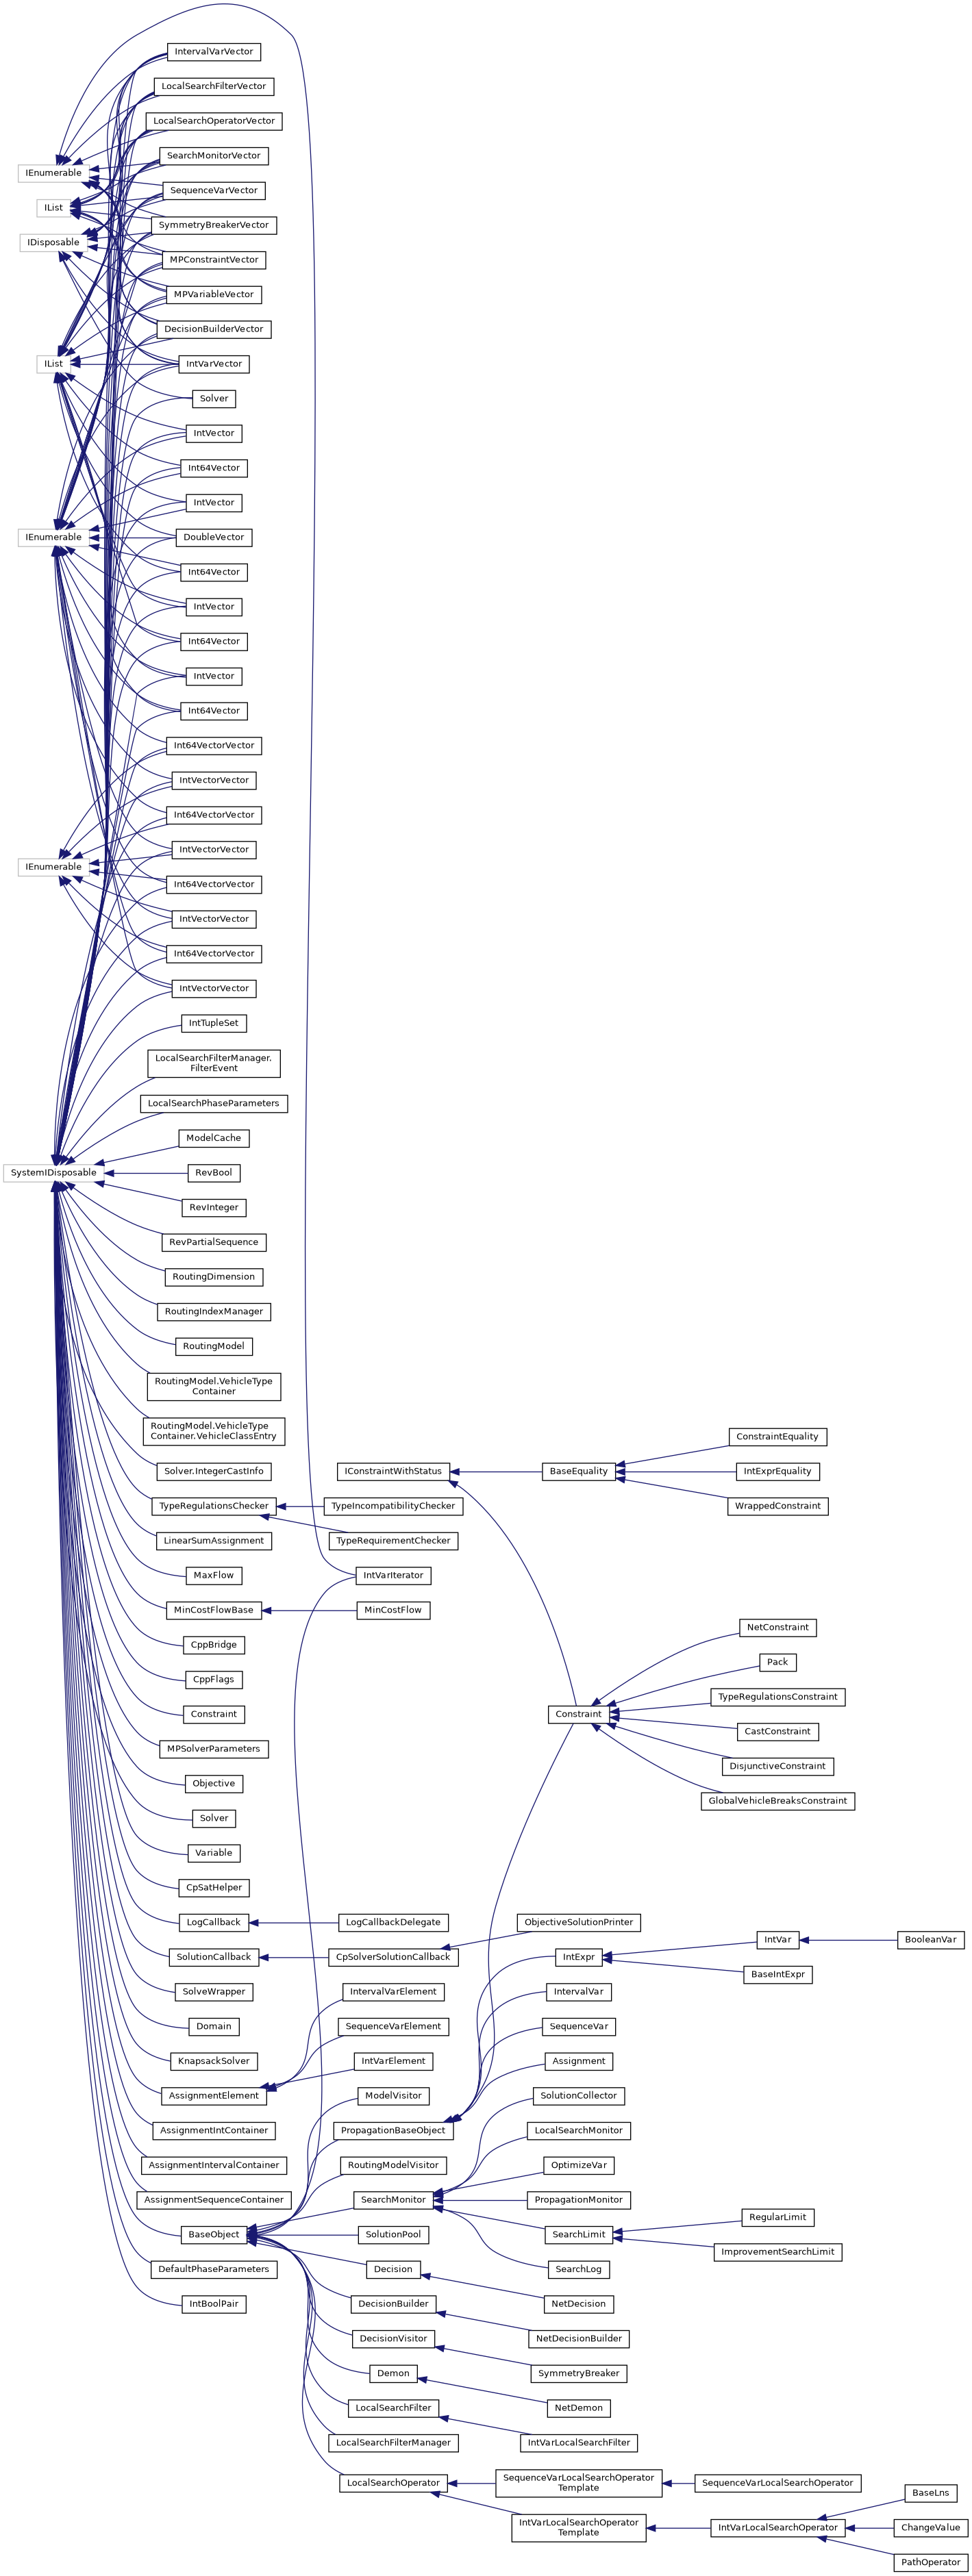 IntervalVarVector
LocalSearchFilterVector
LocalSearchOperatorVector
SearchMonitorVector
IEnumerable
SequenceVarVector
IList
SymmetryBreakerVector
IDisposable
MPConstraintVector
MPVariableVector
DecisionBuilderVector
IList
IntVarVector
Solver
IntVector
Int64Vector
IntVector
IEnumerable
DoubleVector
Int64Vector
IntVector
Int64Vector
IntVector
Int64Vector
Int64VectorVector
IntVectorVector
Int64VectorVector
IntVectorVector
IEnumerable
Int64VectorVector
IntVectorVector
Int64VectorVector
IntVectorVector
IntTupleSet
LocalSearchFilterManager.
FilterEvent
LocalSearchPhaseParameters
ModelCache
SystemIDisposable
RevBool
RevInteger
RevPartialSequence
RoutingDimension
RoutingIndexManager
RoutingModel
RoutingModel.VehicleType
Container
RoutingModel.VehicleType
Container.VehicleClassEntry
ConstraintEquality
Solver.IntegerCastInfo
IConstraintWithStatus
BaseEquality
IntExprEquality
TypeRegulationsChecker
TypeIncompatibilityChecker
WrappedConstraint
LinearSumAssignment
TypeRequirementChecker
MaxFlow
IntVarIterator
MinCostFlowBase
MinCostFlow
NetConstraint
CppBridge
Pack
CppFlags
TypeRegulationsConstraint
Constraint
Constraint
CastConstraint
MPSolverParameters
DisjunctiveConstraint
Objective
GlobalVehicleBreaksConstraint
Solver
Variable
CpSatHelper
LogCallback
LogCallbackDelegate
ObjectiveSolutionPrinter
IntVar
BooleanVar
SolutionCallback
CpSolverSolutionCallback
IntExpr
BaseIntExpr
SolveWrapper
IntervalVarElement
IntervalVar
Domain
SequenceVarElement
SequenceVar
KnapsackSolver
IntVarElement
Assignment
AssignmentElement
ModelVisitor
SolutionCollector
AssignmentIntContainer
PropagationBaseObject
LocalSearchMonitor
AssignmentIntervalContainer
RoutingModelVisitor
OptimizeVar
AssignmentSequenceContainer
SearchMonitor
PropagationMonitor
RegularLimit
BaseObject
SolutionPool
SearchLimit
ImprovementSearchLimit
DefaultPhaseParameters
Decision
SearchLog
IntBoolPair
DecisionBuilder
NetDecision
DecisionVisitor
NetDecisionBuilder
Demon
SymmetryBreaker
LocalSearchFilter
NetDemon
LocalSearchFilterManager
IntVarLocalSearchFilter
LocalSearchOperator
SequenceVarLocalSearchOperator
Template
SequenceVarLocalSearchOperator
BaseLns
IntVarLocalSearchOperator
Template
IntVarLocalSearchOperator
ChangeValue
PathOperator